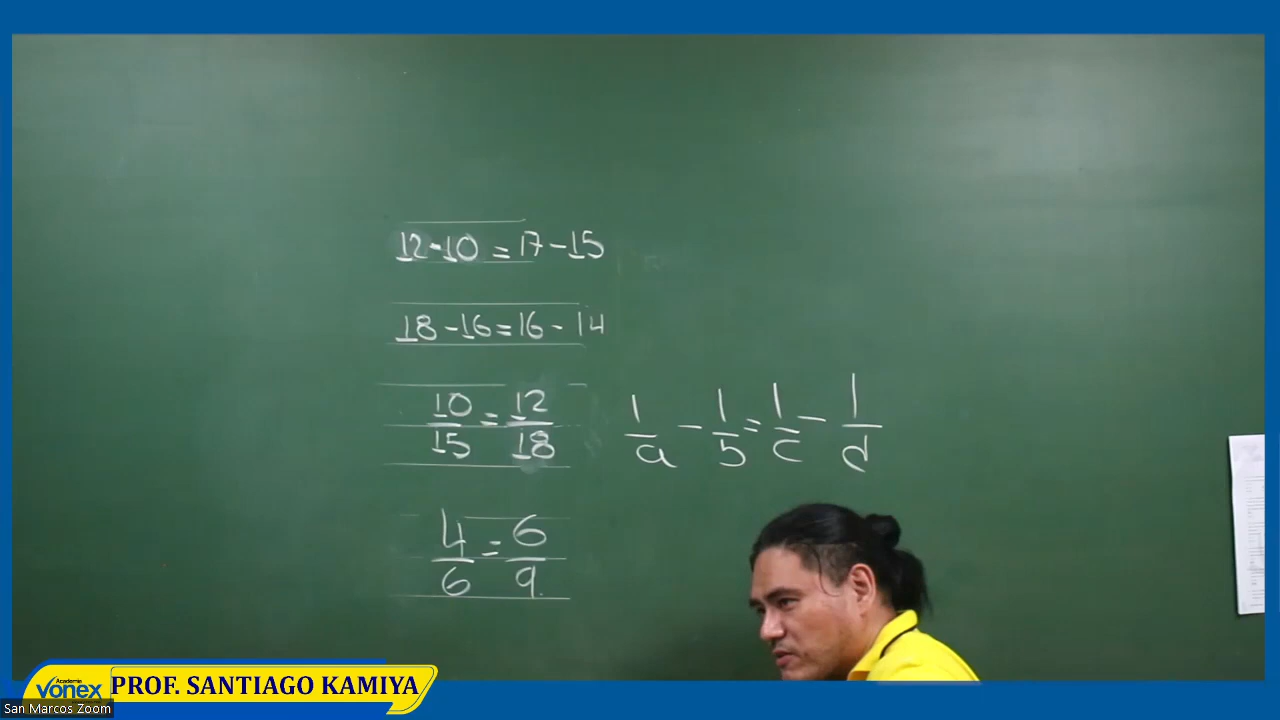 12-10=17-15
18-16=16-14
10/15=12/18
1/a-1/b=1/c-1/d
4/6=6/9
Academia
VONEX
PROF. SANTIAGO KAMIYA
San Marcos Zoom